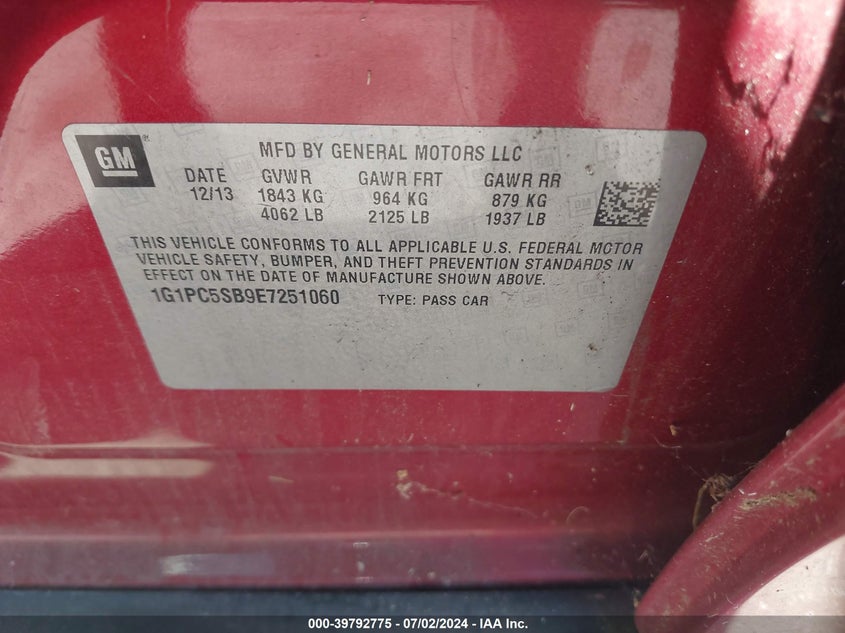 GM
MFD BY GENERAL MOTORS LLC
DATE GVWR GAWR FRT GAWR RR
12/13 1843 KG 964 KG 879 KG
4062 LB 2125 LB 1937 LB
THIS VEHICLE CONFORMS TO ALL APPLICABLE U.S. FEDERAL MOTOR
VEHICLE SAFETY, BUMPER, AND THEFT PREVENTION STANDARDS IN
EFFECT ON THE DATE OF MANUFACTURE SHOWN ABOVE.
1G1PC5SB9E7251060 TYPE: PASS CAR
000-39792775 - 07/02/2024 - IAA Inc.